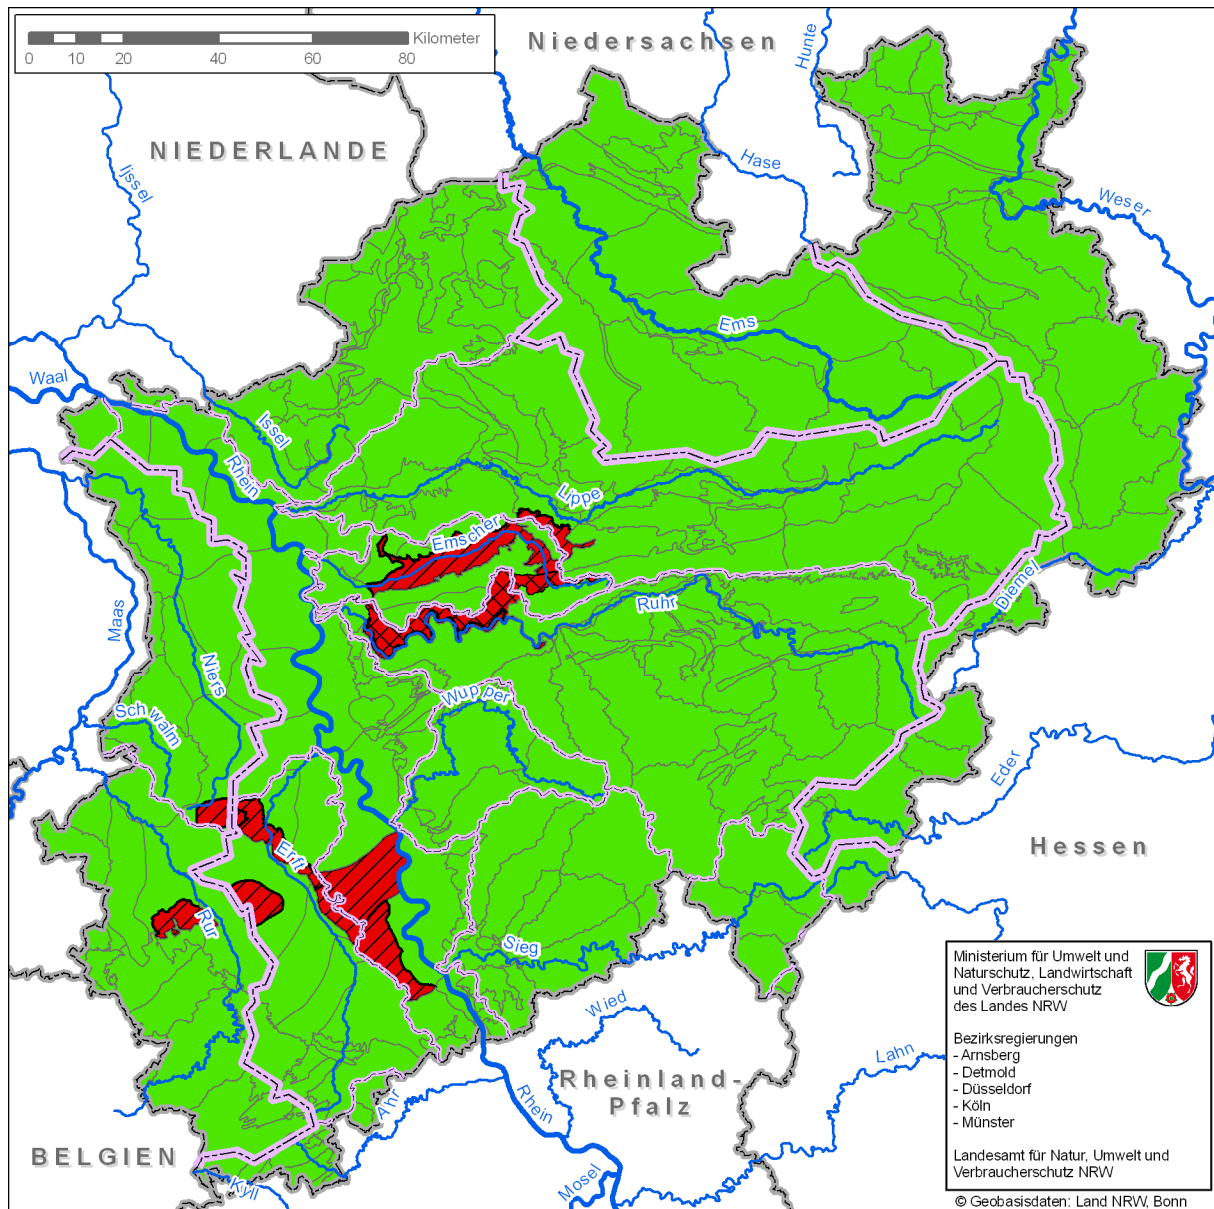 Kilometer
0 10 20 40 60 80
Niedersachsen
Hunte
NIEDERLANDE
Hase
Ijssel
Weser
Ems
Waal
Issel
Rhein
Lippe
Emscher
Diemel
Ruhr
Maas
Niers
Wupper
Schwalm
Eder
Hessen
Erft
Rur
Sieg
Wied
Lahn
Rheinland-
Pfalz
Rhein
Ahr
BELGIEN
Kyll
Mosel
Ministerium für Umwelt und
Naturschutz, Landwirtschaft
und Verbraucherschutz
des Landes NRW
Bezirksregierungen
- Arnsberg
- Detmold
- Düsseldorf
- Köln
- Münster
Landesamt für Natur, Umwelt und
Verbraucherschutz NRW
© Geobasisdaten: Land NRW, Bonn